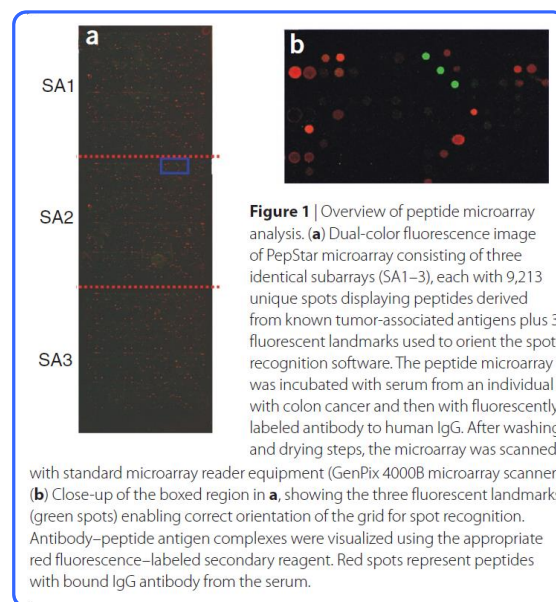 a
b
SA1
SA2
SA3
Figure 1 | Overview of peptide microarray
analysis. (a) Dual-color fluorescence image
of PepStar microarray consisting of three
identical subarrays (SA1–3), each with 9,213
unique spots displaying peptides derived
from known tumor-associated antigens plus 3
fluorescent landmarks used to orient the spot
recognition software. The peptide microarray
was incubated with serum from an individual
with colon cancer and then with fluorescently
labeled antibody to human IgG. After washing
and drying steps, the microarray was scanned
with standard microarray reader equipment (GenPix 4000B microarray scanner
(b) Close-up of the boxed region in a, showing the three fluorescent landmarks
(green spots) enabling correct orientation of the grid for spot recognition.
Antibody–peptide antigen complexes were visualized using the appropriate
red fluorescence–labeled secondary reagent. Red spots represent peptides
with bound IgG antibody from the serum.